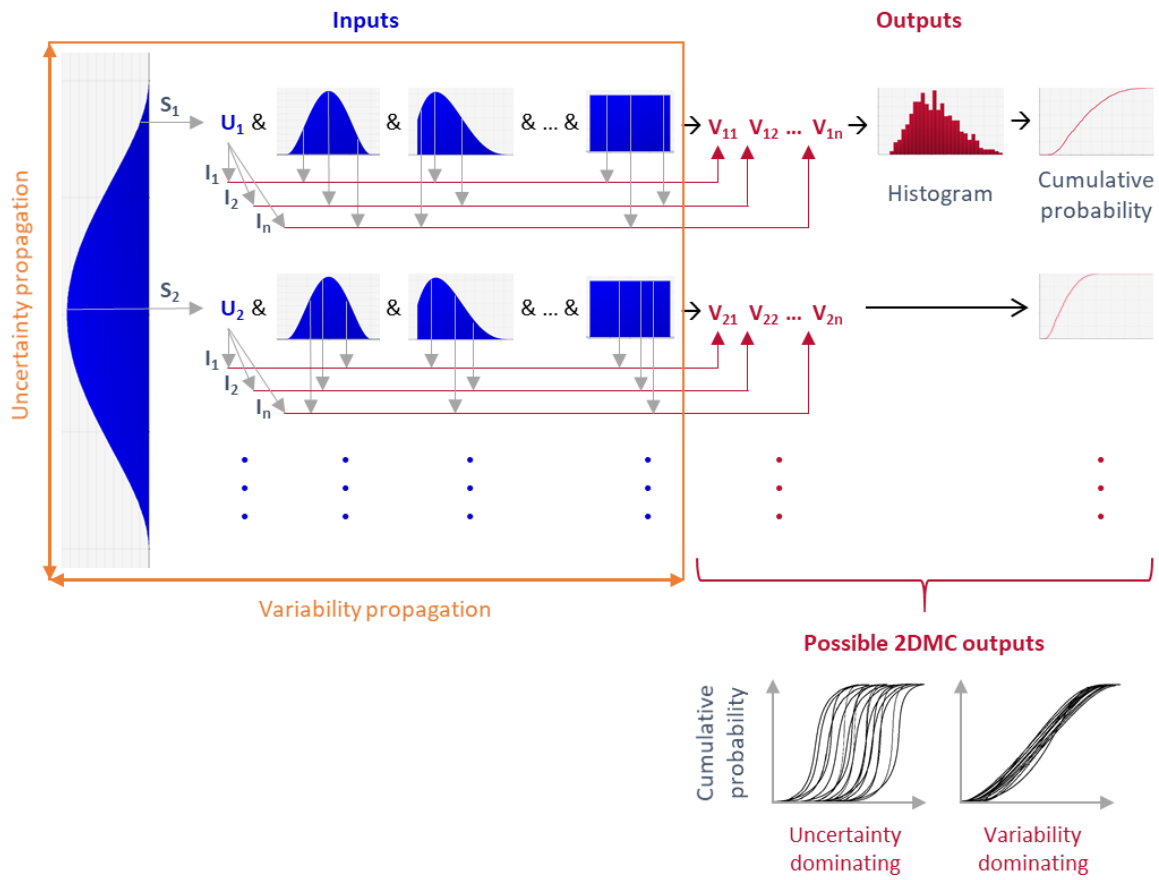 Inputs
Outputs
Uncertainty propagation
S1
U1 & & & ... & V11 V12 ... V1n
I1
I2
In
Histogram
Cumulative
probability
S2
U2 & & & ... & V21 V22 ... V2n
I1
I2
In
Variability propagation
Possible 2DMC outputs
Cumulative
probability
Uncertainty
dominating
Variability
dominating